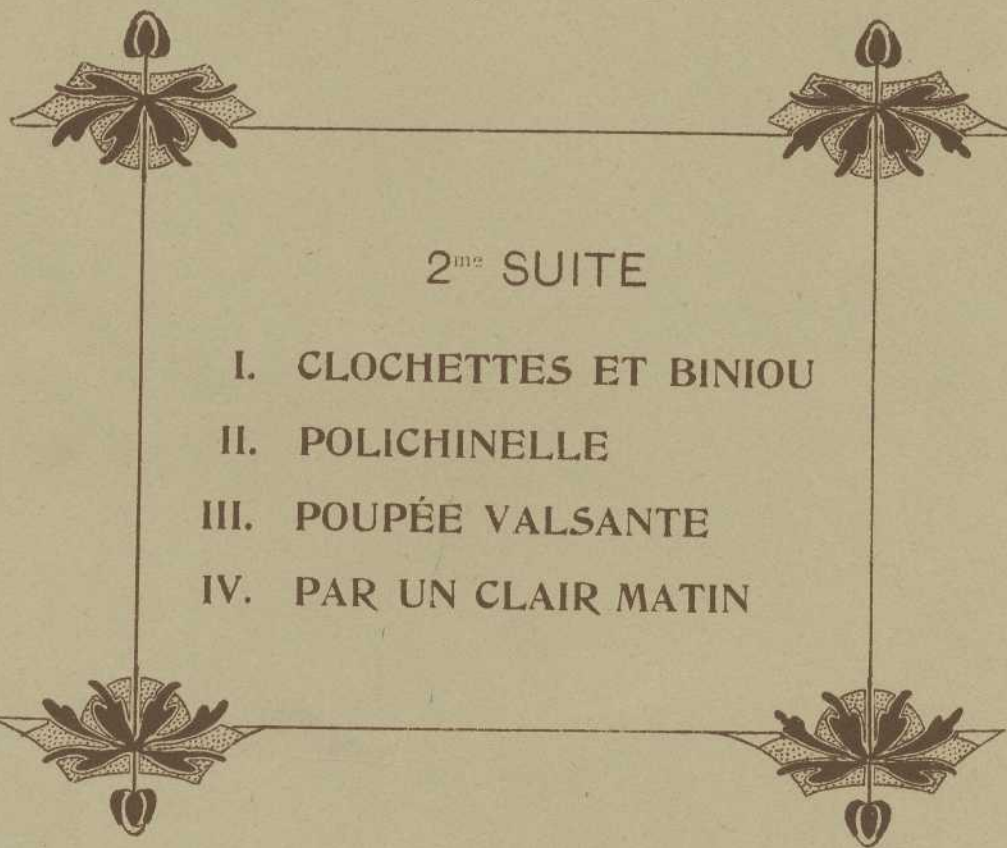 2me SUITE
I. CLOCHETTES ET BINIOU
II. POLICHINELLE
III. POUPÉE VALSANTE
IV. PAR UN CLAIR MATIN